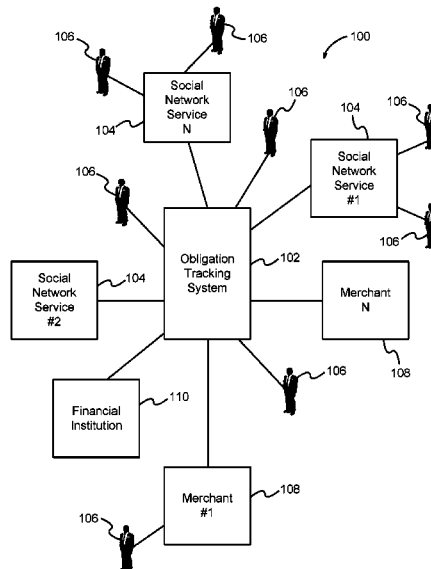 106
106
100
Social
Network
Service
N
104
106
104
106
Social
Network
Service
#1
106
106
Obligation
Tracking
System
102
104
Social
Network
Service
#2
Merchant
N
108
110
106
Financial
Institution
108
Merchant
#1
106